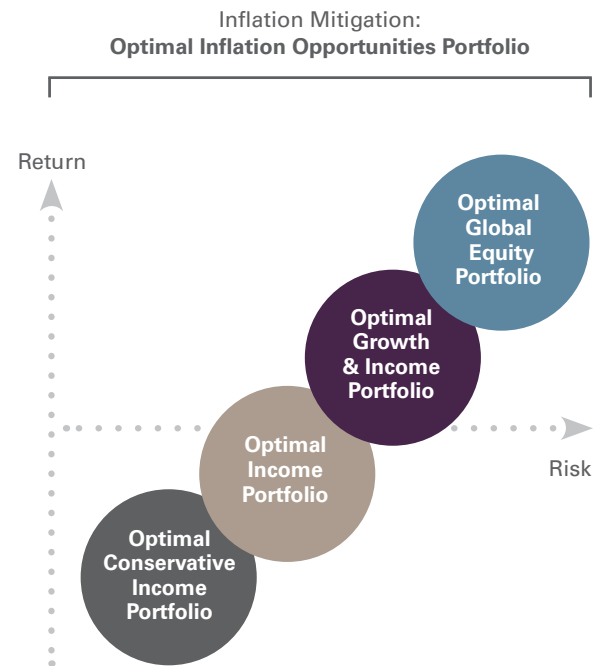 Inflation Mitigation:
Optimal Inflation Opportunities Portfolio
Return
Optimal
Global
Equity
Portfolio
Optimal
Growth
& Income
Portfolio
Risk
Optimal
Income
Portfolio
Optimal
Conservative
Income
Portfolio